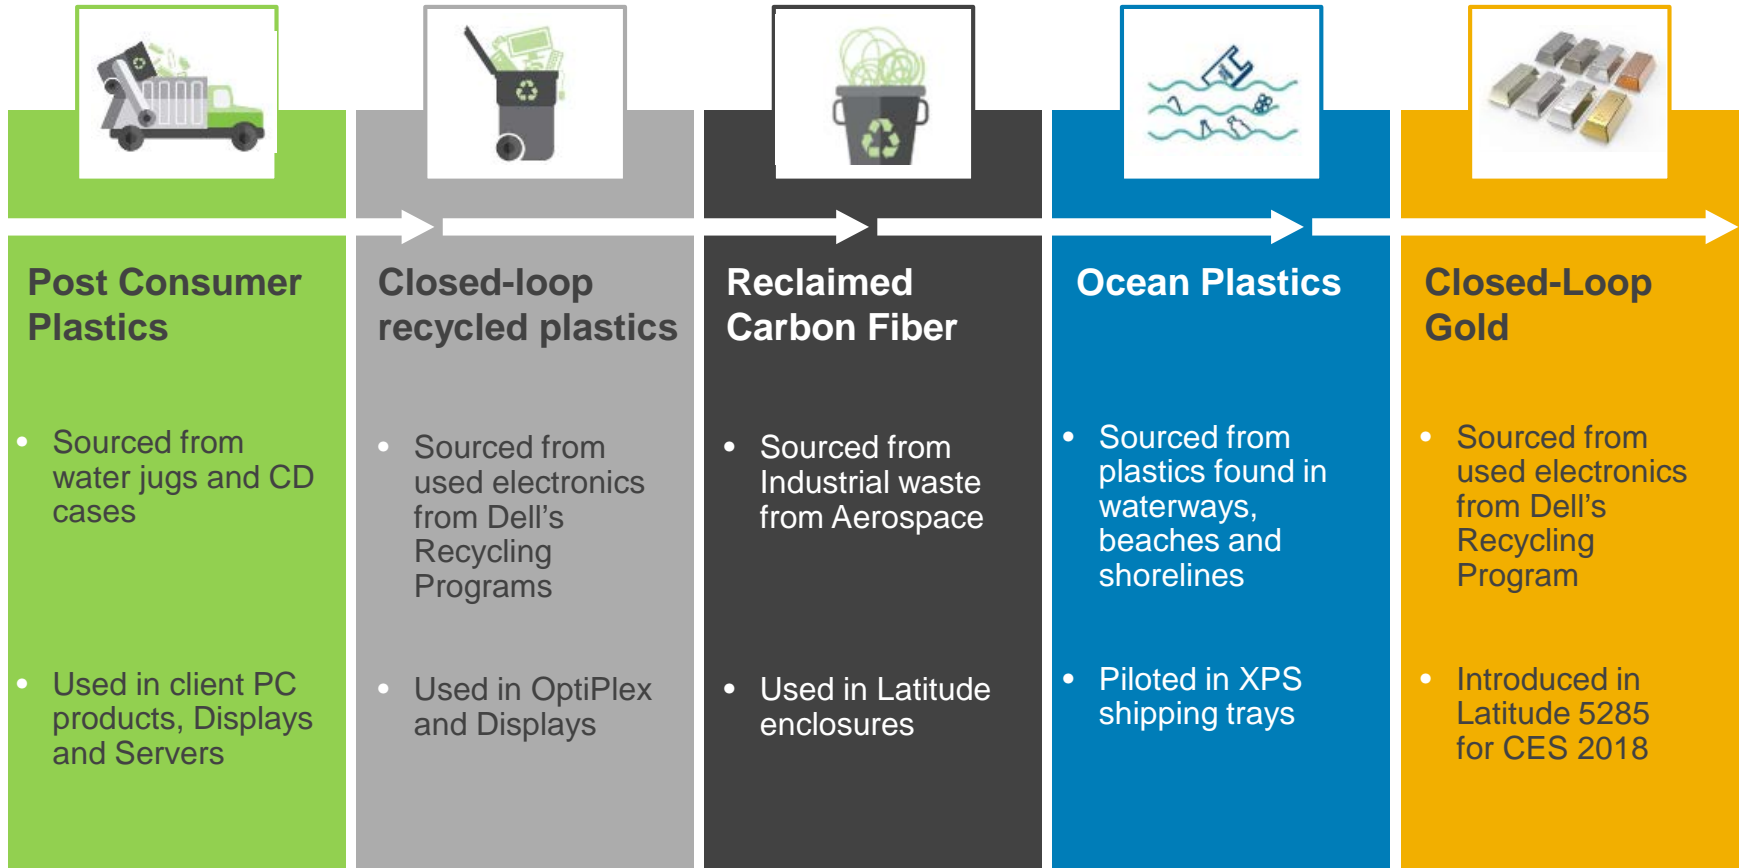 Post Consumer
Plastics
• Sourced from
water jugs and CD
cases
• Used in client PC
products, Displays
and Servers
Closed-loop
recycled plastics
• Sourced from
used electronics
from Dell’s
Recycling
Programs
• Used in OptiPlex
and Displays
Reclaimed
Carbon Fiber
• Sourced from
Industrial waste
from Aerospace
• Used in Latitude
enclosures
Ocean Plastics
• Sourced from
plastics found in
waterways,
beaches and
shorelines
• Piloted in XPS
shipping trays
Closed-Loop
Gold
• Sourced from
used electronics
from Dell’s
Recycling
Program
• Introduced in
Latitude 5285
for CES 2018